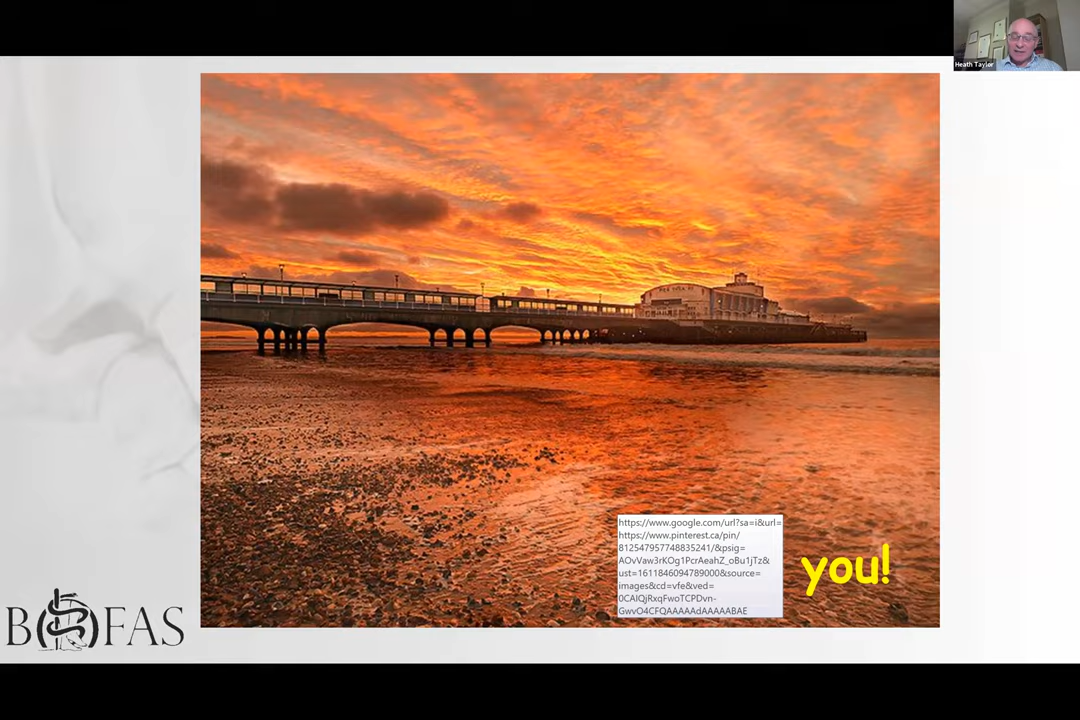 Heath Taylor
https://www.google.com/url?sa=i&url=
https://www.pinterest.ca/pin/
812547957748835241/&psig=
AOvVaw3rKOg1PcrAeahZ_oBu1jTz&
ust=1611846094789000&source=
images&cd=vfe&ved=
0CAIQjRxqFwoTCPDvn-
GwvO4CFQAAAAAdAAAAABAE
you!
BOFAS